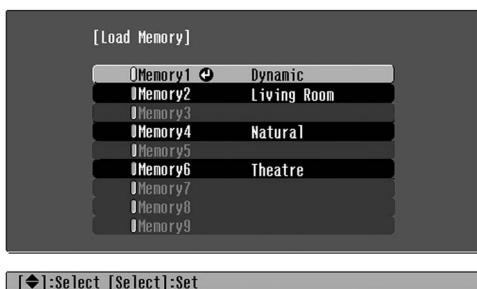 [Load Memory]
Memory1 Dynamic
Memory2 Living Room
Memory3
Memory4 Natural
Memory5
Memory6 Theatre
Memory7
Memory8
Memory9
[◆]:Select [Select]:Set